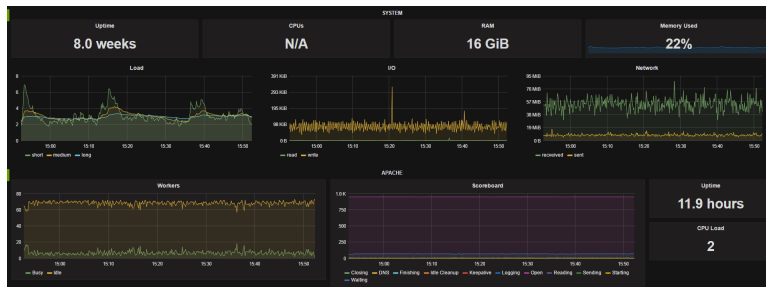 SYSTEM
Uptime
CPUs
RAM
Memory Used
8.0 weeks
N/A
16 GiB
22%
Load
I/O
Network
8
6
4
2
0
15:00 15:10 15:20 15:30 15:40 15:50
short medium long
391 KiB
293 KiB
195 KiB
98 KiB
0 B
15:00 15:10 15:20 15:30 15:40 15:50
read write
95 MiB
76 MiB
57 MiB
38 MiB
19 MiB
0 B
15:00 15:10 15:20 15:30 15:40 15:50
received sent
APACHE
Workers
Scoreboard
Uptime
80
60
40
20
0
15:00 15:10 15:20 15:30 15:40 15:50
Busy Idle
1.0 K
750
500
250
0
15:00 15:10 15:20 15:30 15:40 15:50
Closing DNS Finishing Idle Cleanup Keepalive Logging Open Reading Sending Starting
Waiting
11.9 hours
CPU Load
2